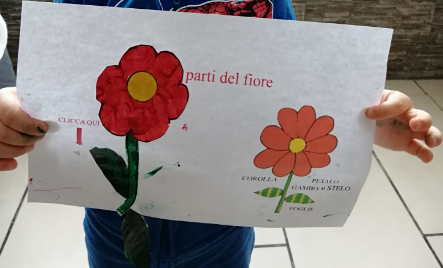 parti del fiore
CLICCA QUI
COROLLA
PETALO
GAMBO o STELO
FOGLIE